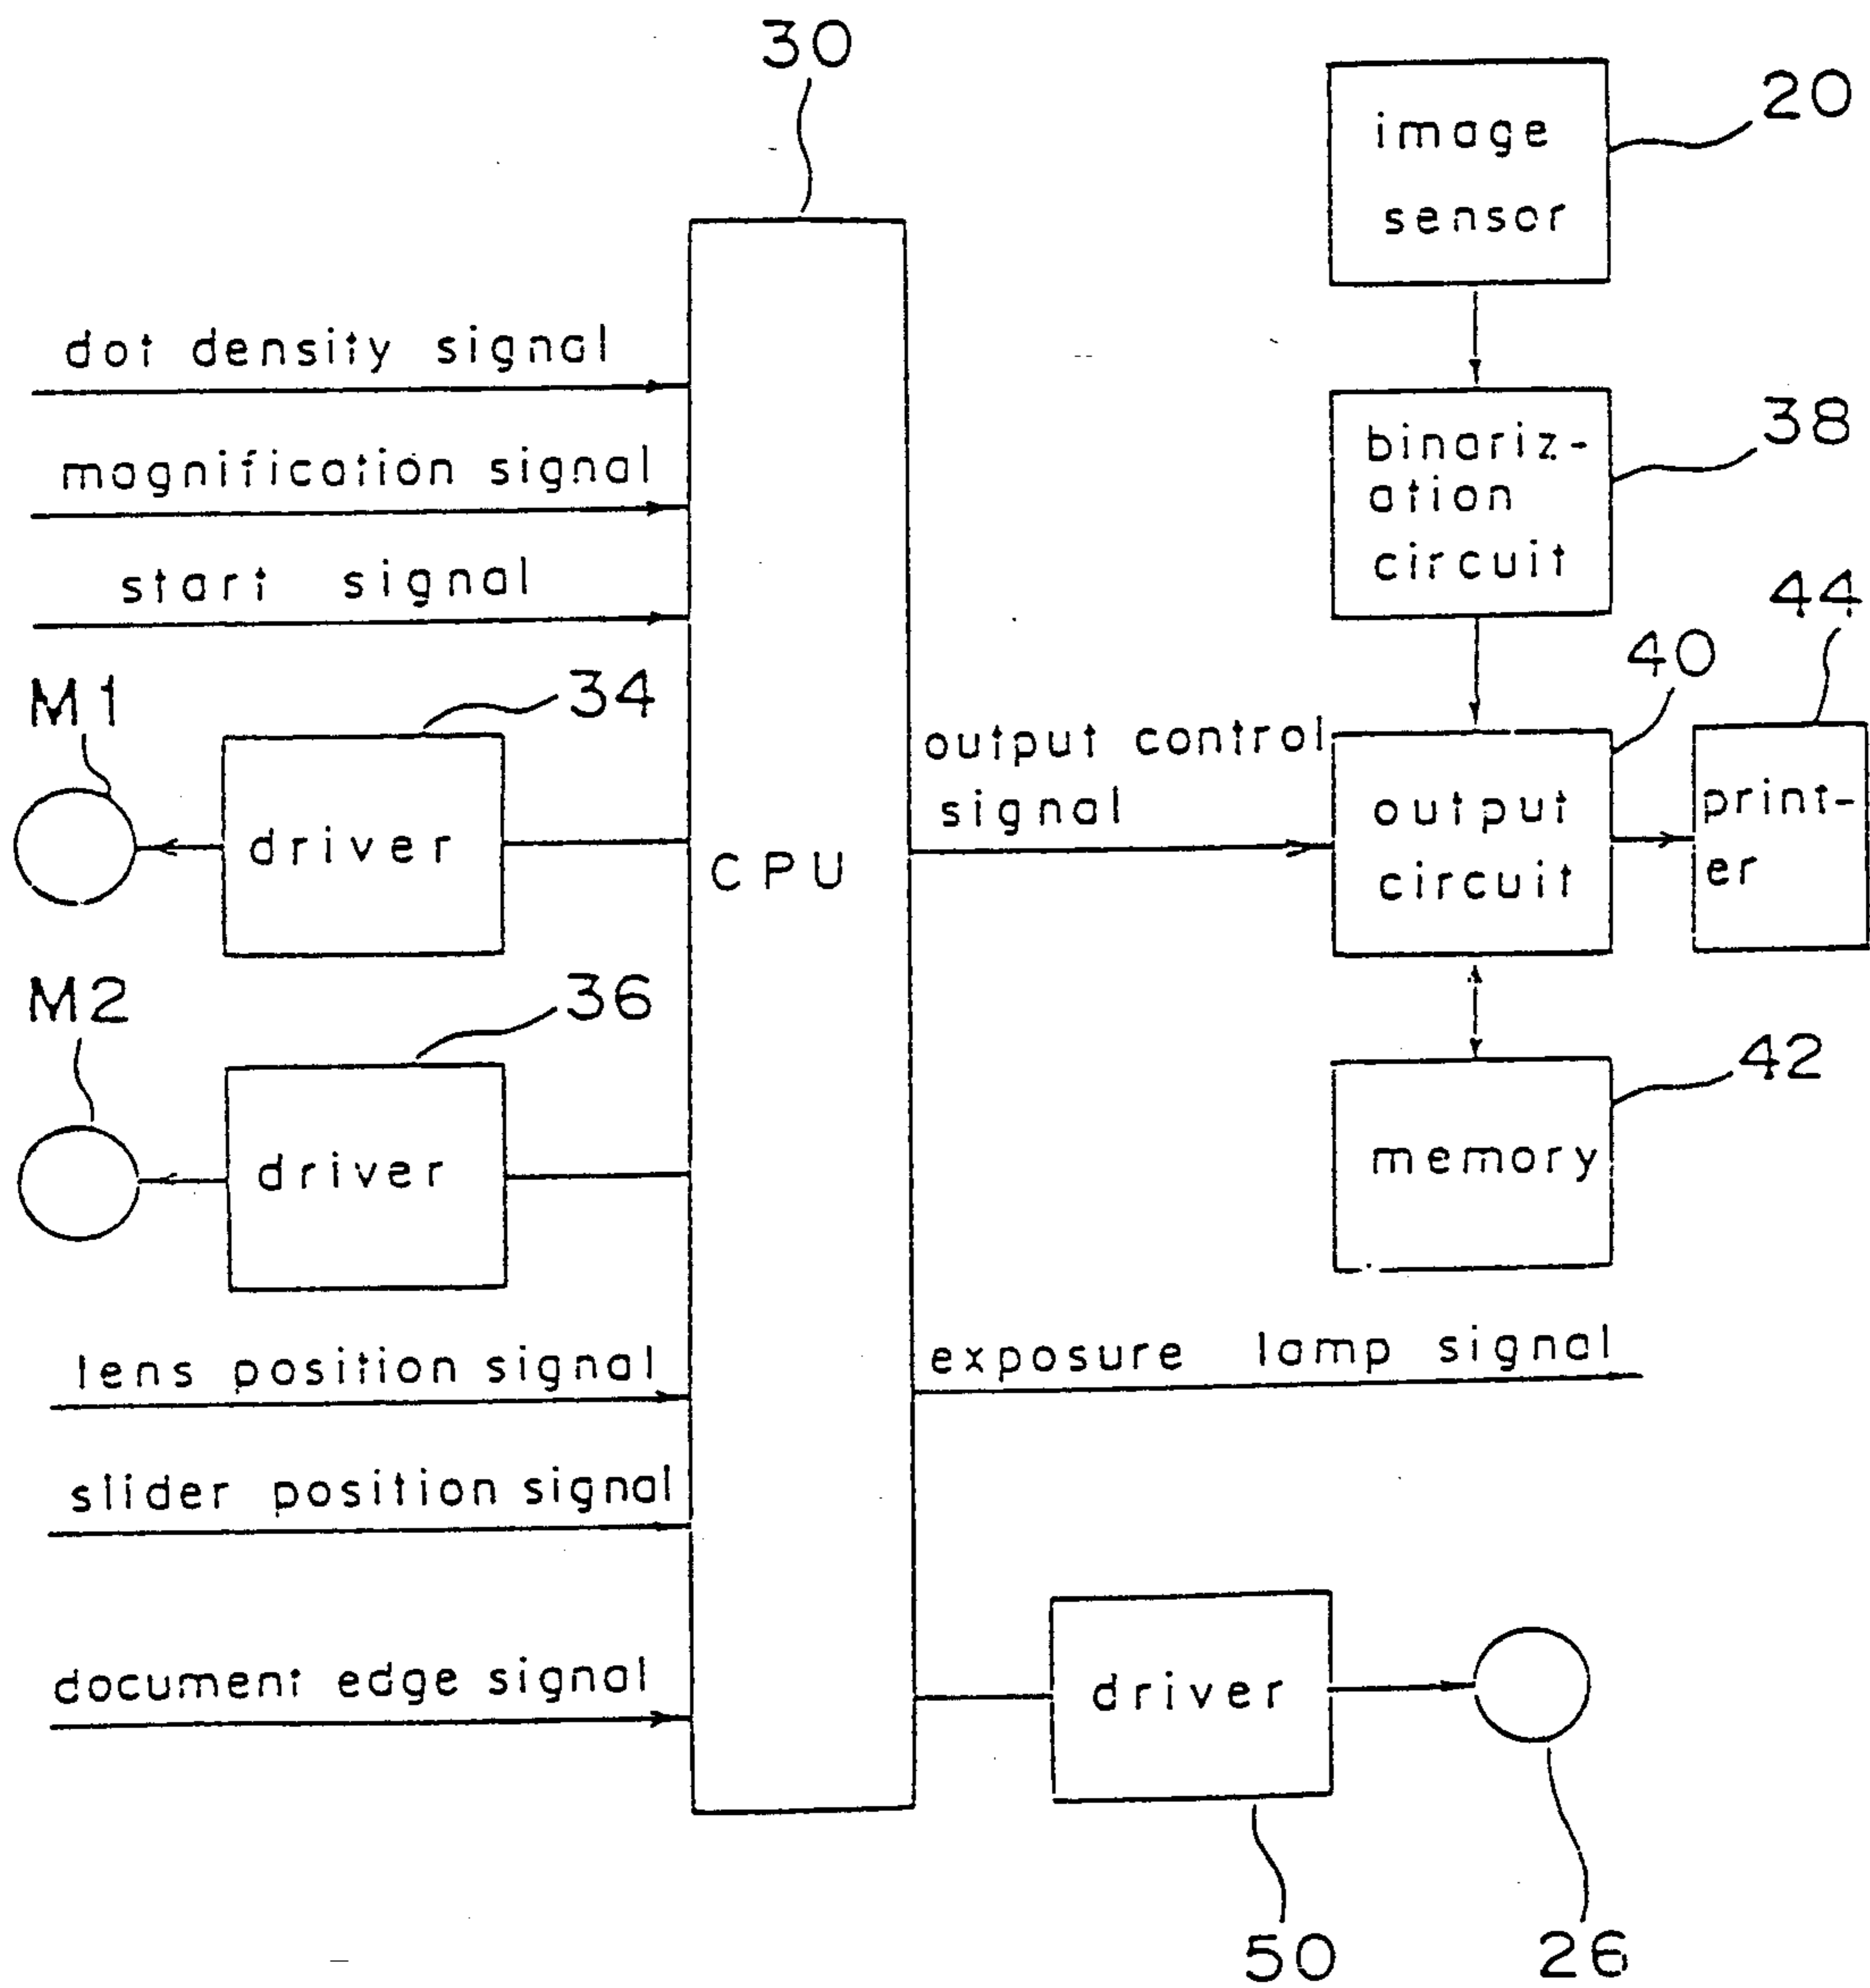 30
image
sensor
20
dot density signal
magnification signal
start signal
binariz-
ation
circuit
38
M1
34
driver
CPU
output control
signal
output
circuit
40
44
print-
er
M2
36
driver
memory
42
lens position signal
exposure lamp signal
slider position signal
document edge signal
driver
50
26